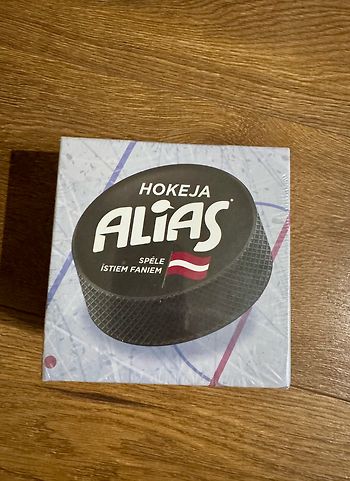 HOKEJA
ALIAS
SPĒLE
ĪSTIEM FANIEM